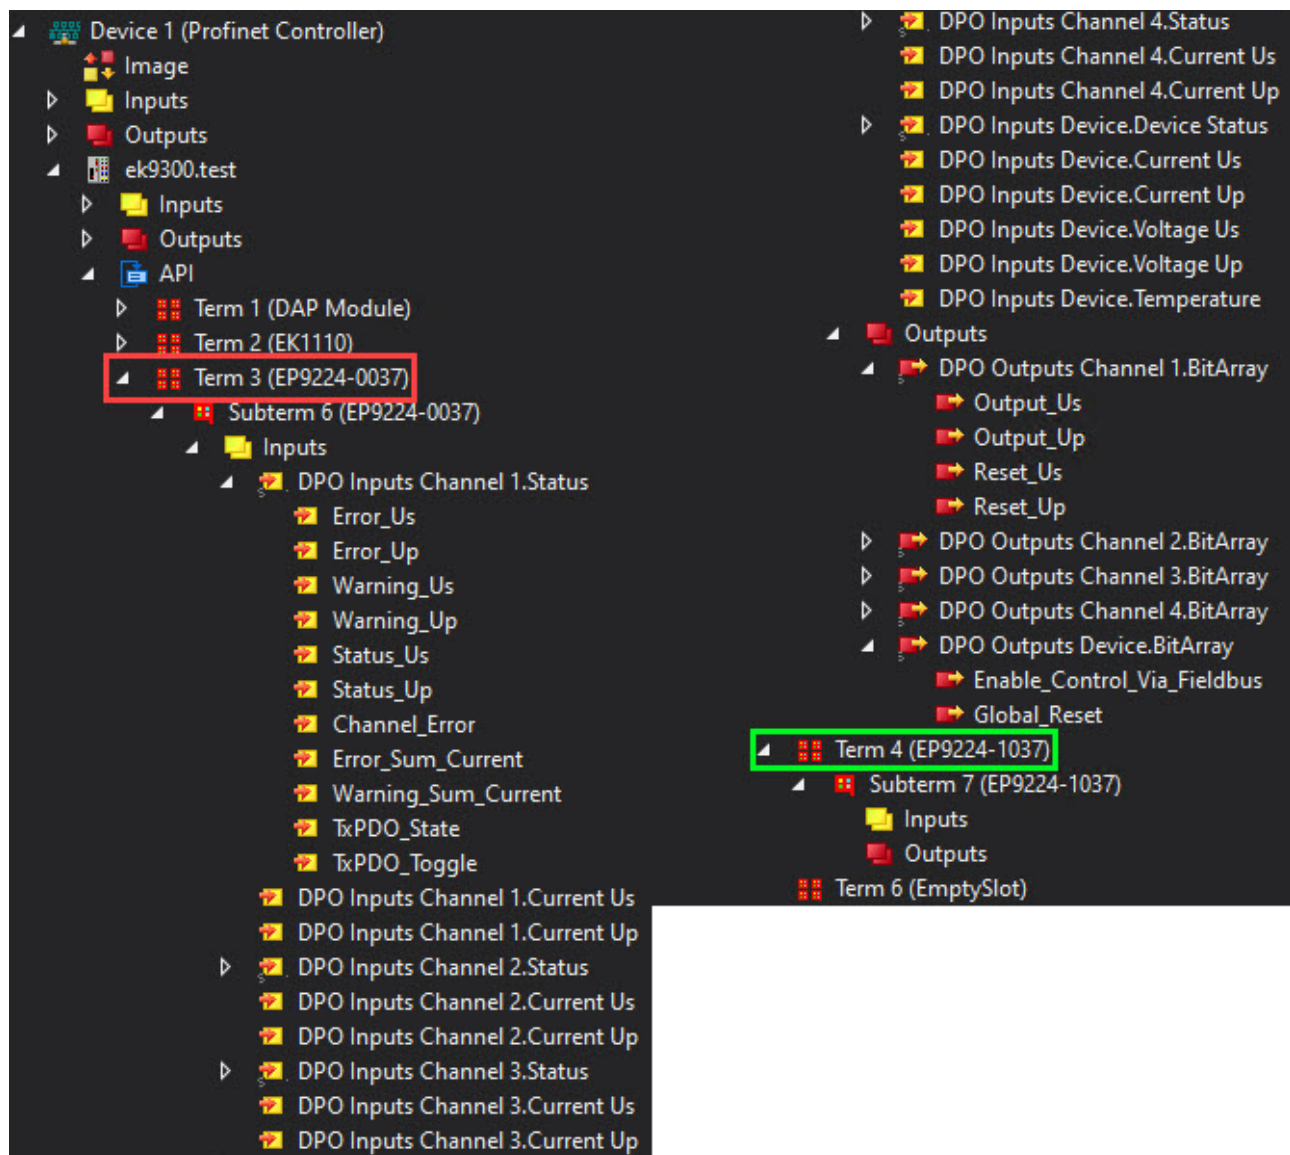 Device 1 (Profinet Controller)
Image
Inputs
Outputs
ek9300.test
Inputs
Outputs
API
Term 1 (DAP Module)
Term 2 (EK1110)
Term 3 (EP9224-0037)
Subterm 6 (EP9224-0037)
Inputs
DPO Inputs Channel 1.Status
Error_Us
Error_Up
Warning_Us
Warning_Up
Status_Us
Status_Up
Channel_Error
Error_Sum_Current
Warning_Sum_Current
TxPDO_State
TxPDO_Toggle
DPO Inputs Channel 1.Current Us
DPO Inputs Channel 1.Current Up
DPO Inputs Channel 2.Status
DPO Inputs Channel 2.Current Us
DPO Inputs Channel 2.Current Up
DPO Inputs Channel 3.Status
DPO Inputs Channel 3.Current Us
DPO Inputs Channel 3.Current Up
DPO Inputs Channel 4.Status
DPO Inputs Channel 4.Current Us
DPO Inputs Channel 4.Current Up
DPO Inputs Device.Device Status
DPO Inputs Device.Current Us
DPO Inputs Device.Current Up
DPO Inputs Device.Voltage Us
DPO Inputs Device.Voltage Up
DPO Inputs Device.Temperature
Outputs
DPO Outputs Channel 1.BitArray
Output_Us
Output_Up
Reset_Us
Reset_Up
DPO Outputs Channel 2.BitArray
DPO Outputs Channel 3.BitArray
DPO Outputs Channel 4.BitArray
DPO Outputs Device.BitArray
Enable_Control_Via_Fieldbus
Global_Reset
Term 4 (EP9224-1037)
Subterm 7 (EP9224-1037)
Inputs
Outputs
Term 6 (EmptySlot)